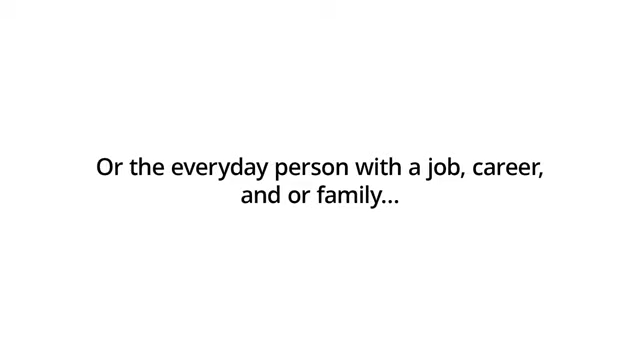 Or the everyday person with a job, career,
and or family...